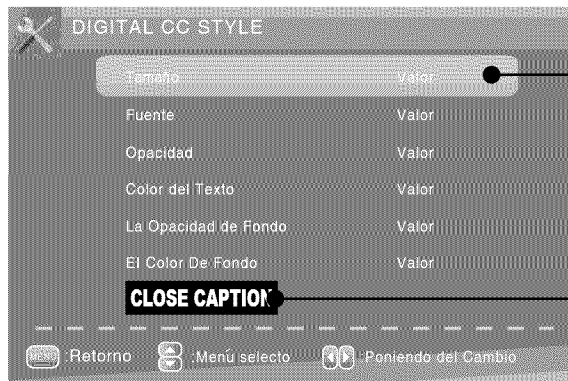 DIGITAL CC STYLE
Tamaño Valor
Fuente Valor
Opacidad Valor
Color del Texto Valor
La Opacidad de Fondo Valor
El Color De Fondo Valor
CLOSE CAPTION
MENU :Retorno :Menú selecto :Poniendo del Cambio